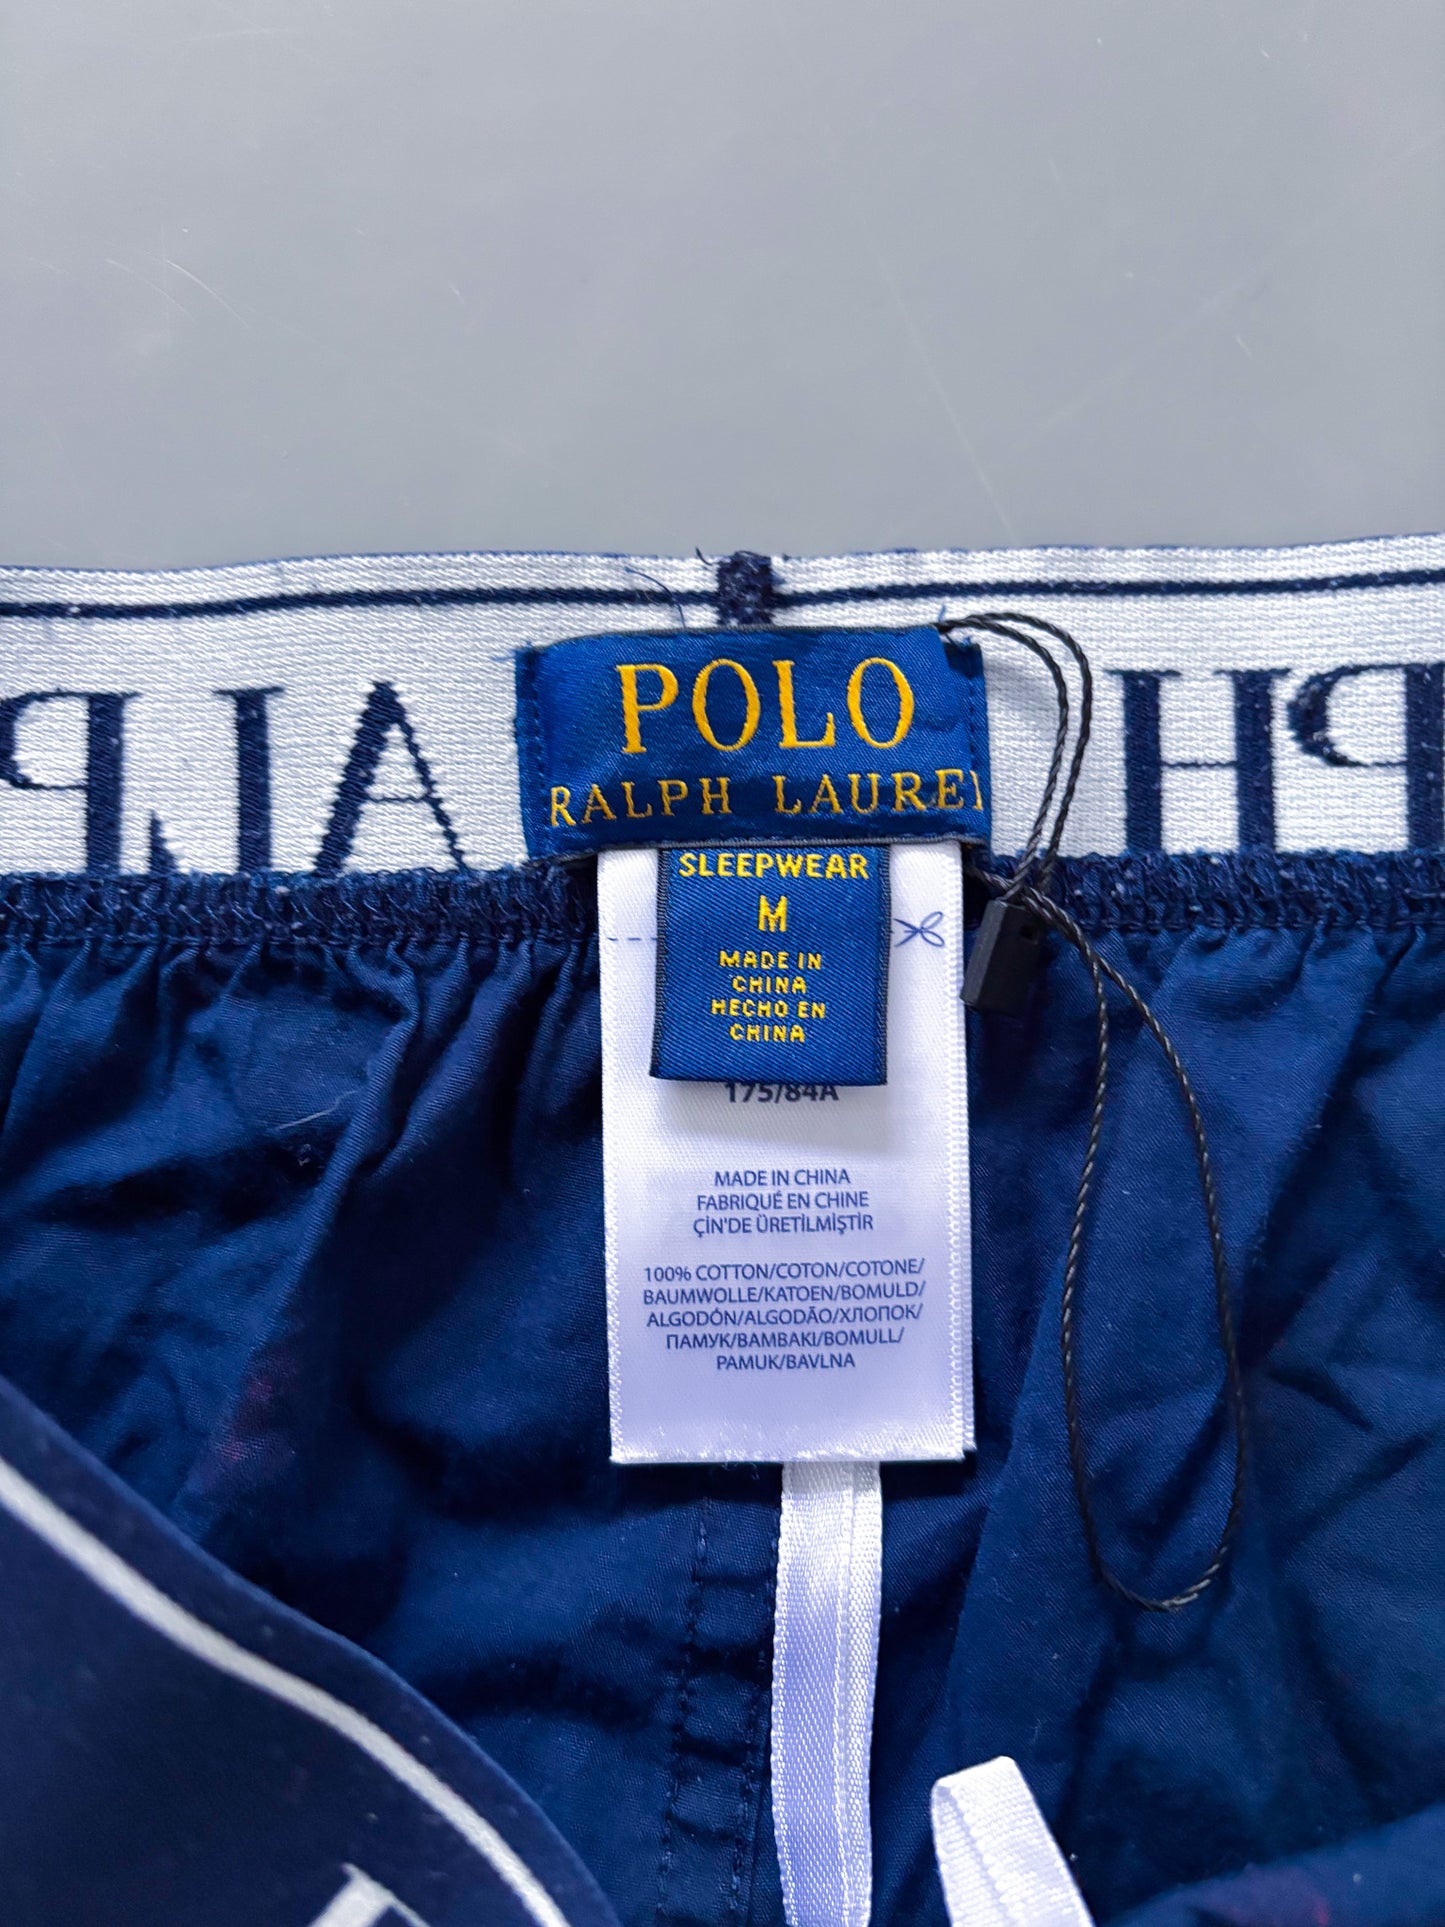 POLO
RALPH LAUREN
SLEEPWEAR
M
MADE IN
CHINA
HECHO EN
CHINA
175/84A
MADE IN CHINA
FABRIQUÉ EN CHINE
ÇİN'DE ÜRETİLMİŞTİR
100% COTTON/COTON/COTONE/
BAUMWOLLE/KATOEN/BOMULD/
ALGODÓN/ALGODÃO/ХЛОПОК/
ПАМУК/ΒΑΜΒΑΚΙ/BOMULL/
PAMUK/BAVLNA